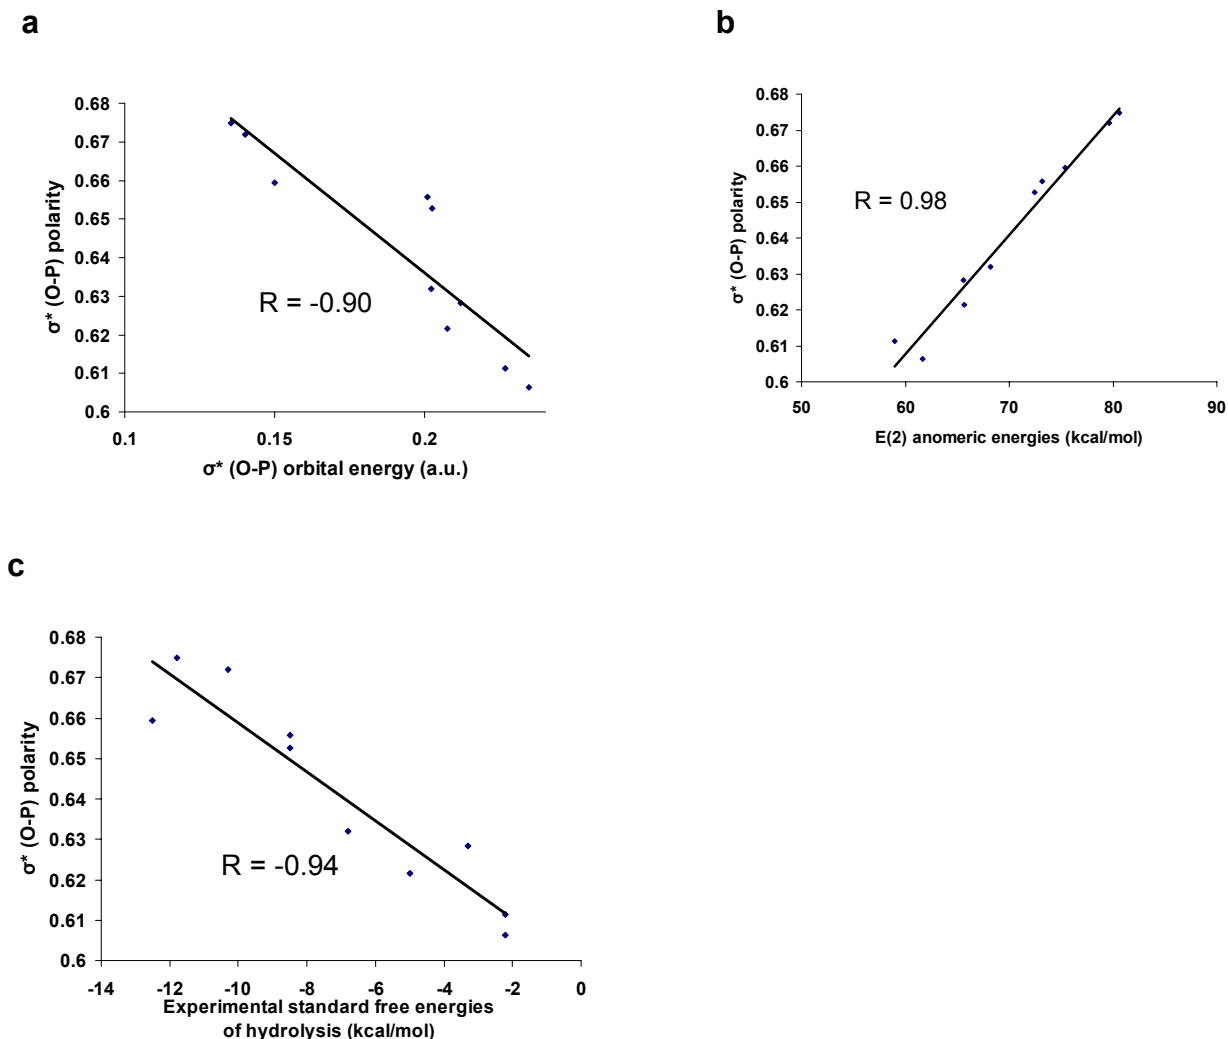 a
0.68
0.67
0.66
0.65
0.64
0.63
0.62
0.61
0.6
σ* (O-P) polarity
R = -0.90
0.1 0.15 0.2
σ* (O-P) orbital energy (a.u.)
b
0.68
0.67
0.66
0.65
0.64
0.63
0.62
0.61
0.6
σ* (O-P) polarity
R = 0.98
50 60 70 80 90
E(2) anomeric energies (kcal/mol)
c
0.68
0.67
0.66
0.65
0.64
0.63
0.62
0.61
0.6
σ* (O-P) polarity
R = -0.94
-14 -12 -10 -8 -6 -4 -2 0
Experimental standard free energies
of hydrolysis (kcal/mol)